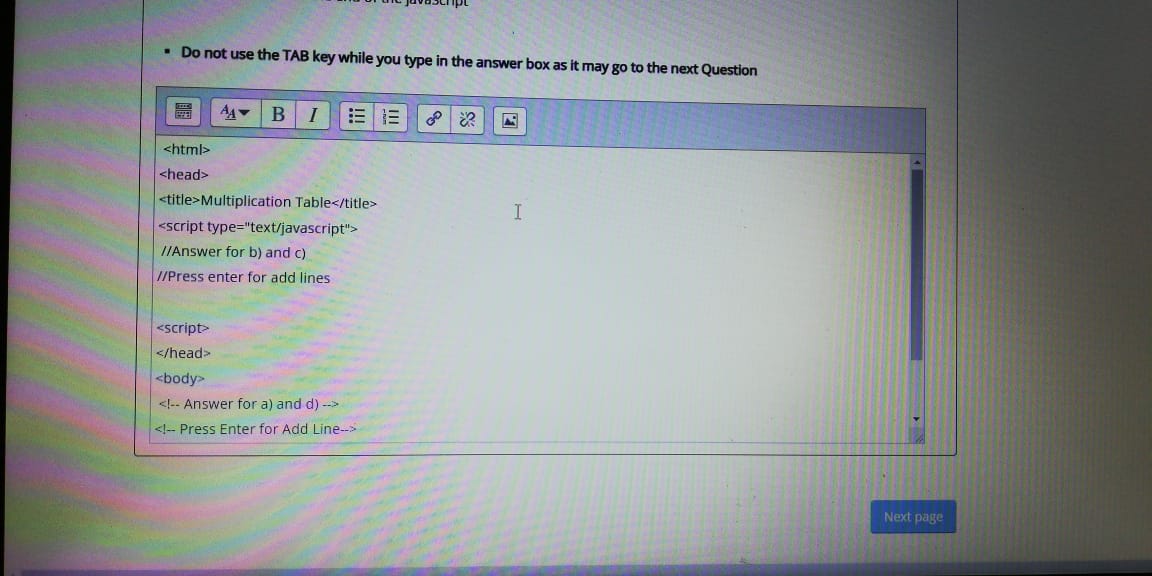 javascript
▪ Do not use the TAB key while you type in the answer box as it may go to the next Question
B I
<html>
<head>
<title>Multiplication Table</title>
<script type="text/javascript">
//Answer for b) and c)
//Press enter for add lines
<script>
</head>
<body>
<!-- Answer for a) and d) -->
<!-- Press Enter for Add Line-->
Next page